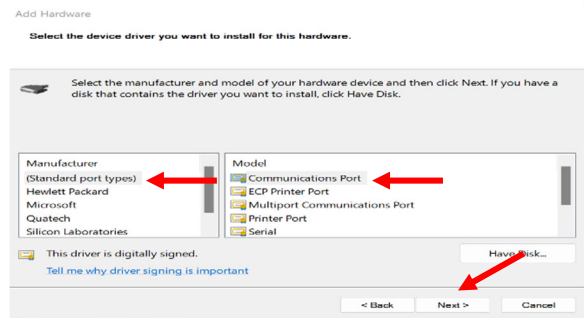 Add Hardware
Select the device driver you want to install for this hardware.
Select the manufacturer and model of your hardware device and then click Next. If you have a
disk that contains the driver you want to install, click Have Disk.
Manufacturer
(Standard port types)
Hewlett Packard
Microsoft
Quatech
Silicon Laboratories
Model
Communications Port
ECP Printer Port
Multiport Communications Port
Printer Port
Serial
This driver is digitally signed.
Tell me why driver signing is important
Have Disk...
< Back
Next >
Cancel